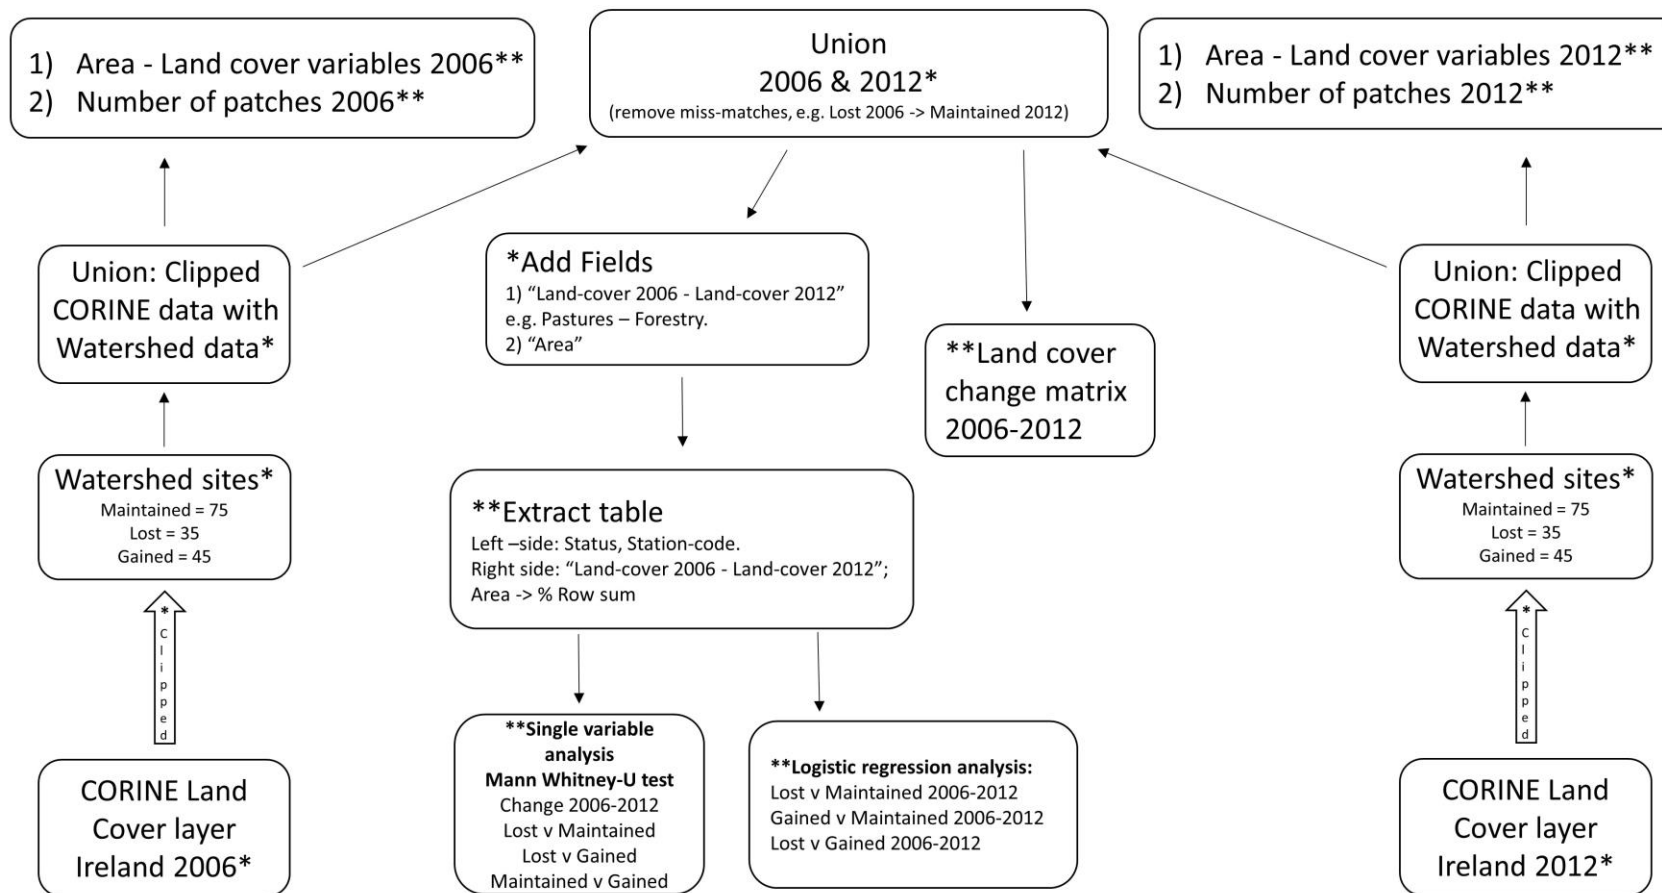 1) Area - Land cover variables 2006**
2) Number of patches 2006**
Union
2006 & 2012*
(remove miss-matches, e.g. Lost 2006 -> Maintained 2012)
1) Area - Land cover variables 2012**
2) Number of patches 2012**
Union: Clipped
CORINE data with
Watershed data*
*Add Fields
1) “Land-cover 2006 - Land-cover 2012”
e.g. Pastures – Forestry.
2) “Area”
**Land cover
change matrix
2006-2012
Union: Clipped
CORINE data with
Watershed data*
Watershed sites*
Maintained = 75
Lost = 35
Gained = 45
**Extract table
Left –side: Status, Station-code.
Right side: “Land-cover 2006 - Land-cover 2012”;
Area -> % Row sum
Watershed sites*
Maintained = 75
Lost = 35
Gained = 45
*Clipped
*Clipped
CORINE Land
Cover layer
Ireland 2006*
**Single variable
analysis
Mann Whitney-U test
Change 2006-2012
Lost v Maintained
Lost v Gained
Maintained v Gained
**Logistic regression analysis:
Lost v Maintained 2006-2012
Gained v Maintained 2006-2012
Lost v Gained 2006-2012
CORINE Land
Cover layer
Ireland 2012*